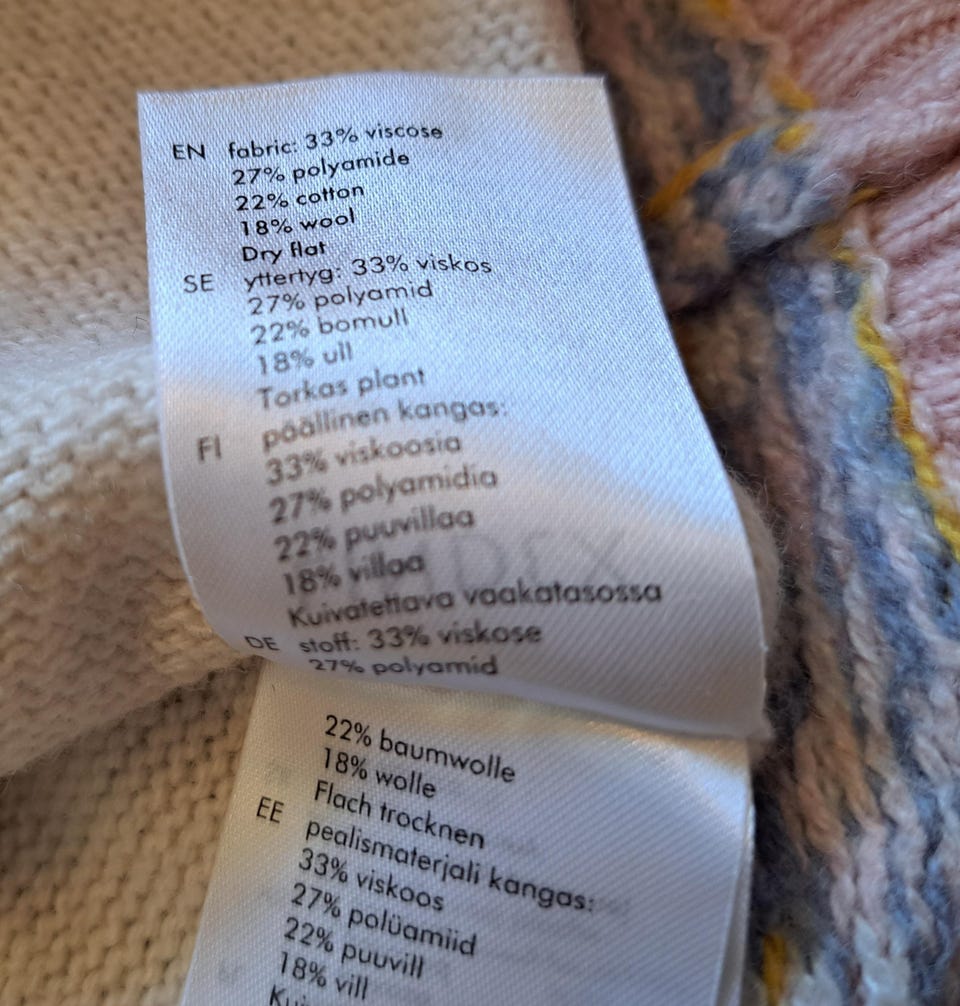 EN fabric: 33% viscose
27% polyamide
22% cotton
18% wool
Dry flat
SE yttertyg: 33% viskos
27% polyamid
22% bomull
18% ull
Torkas plant
FI päällinen kangas:
33% viskoosia
27% polyamidia
22% puuvillaa
18% villaa
Kuivatettava vaakatasossa
DE stoff: 33% viskose
27% polyamid
22% baumwolle
18% wolle
Flach trocknen
EE pealismaterjali kangas:
33% viskoos
27% polüamiid
22% puuvill
18% vill